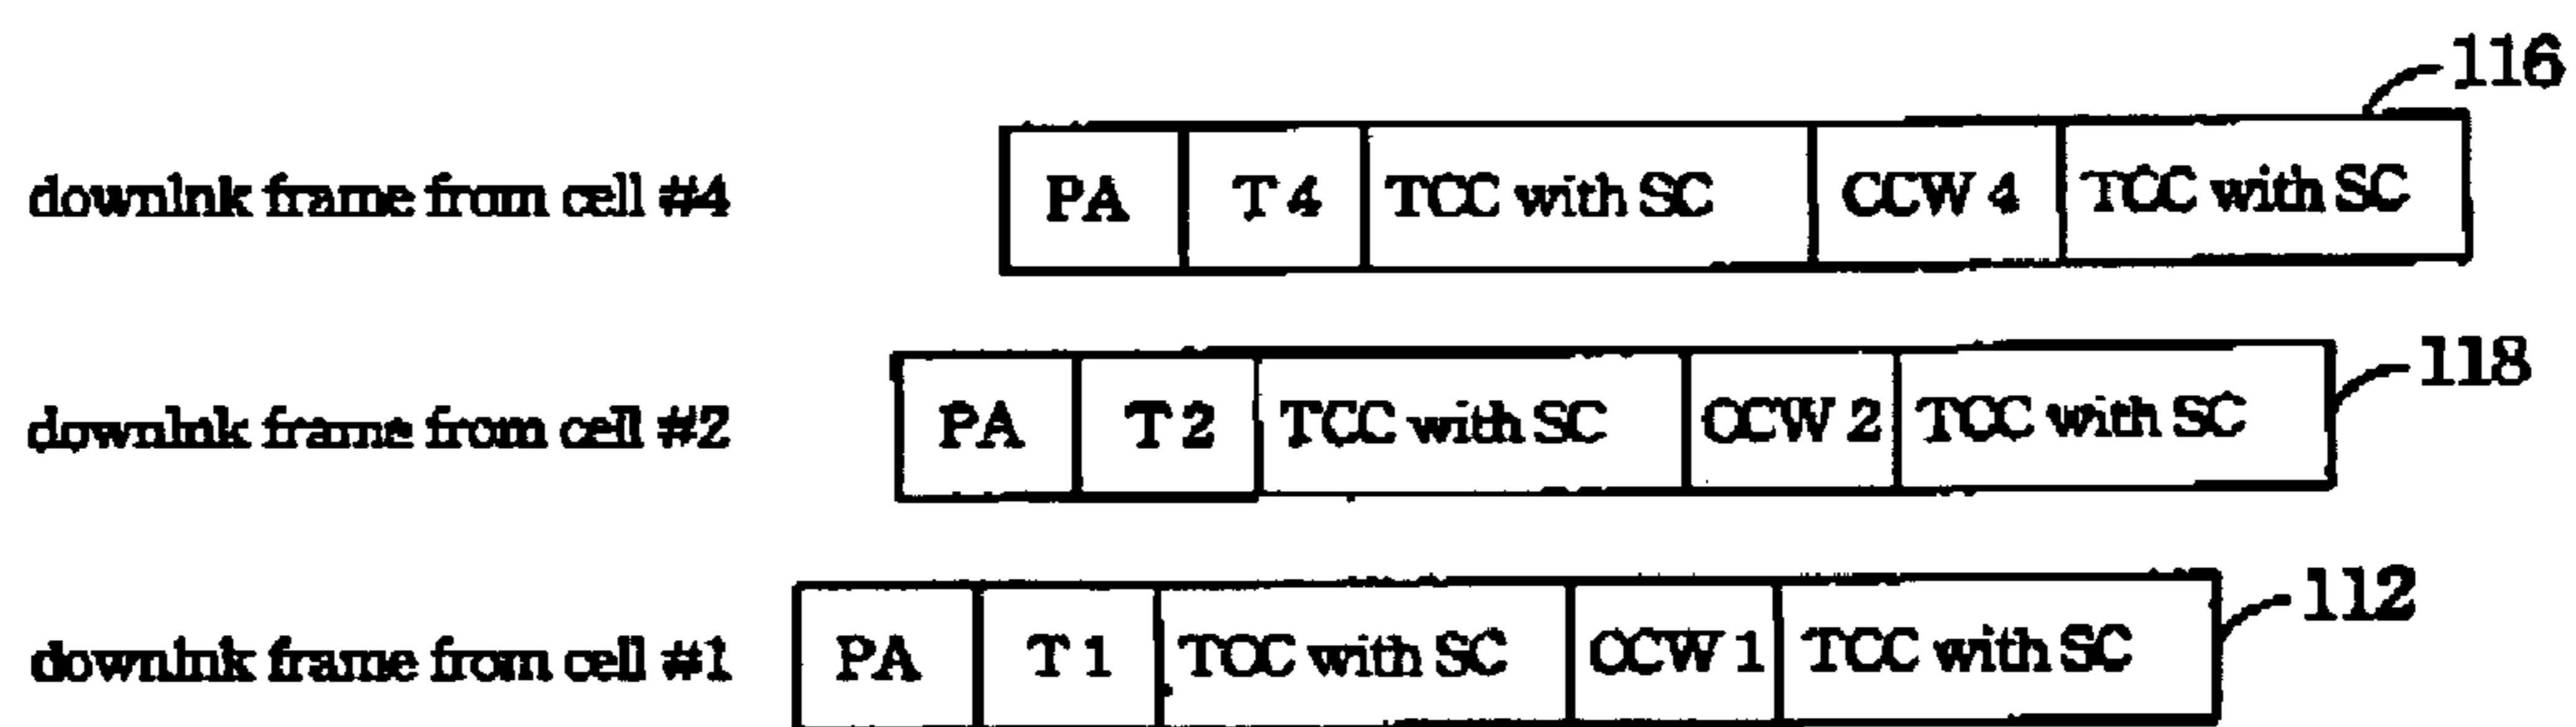 116
downlnk frame from cell #4 PA T 4 TCC with SC CCW 4 TCC with SC
118
downlnk frame from cell #2 PA T 2 TCC with SC CCW 2 TCC with SC
112
downlnk frame from cell #1 PA T 1 TCC with SC CCW 1 TCC with SC